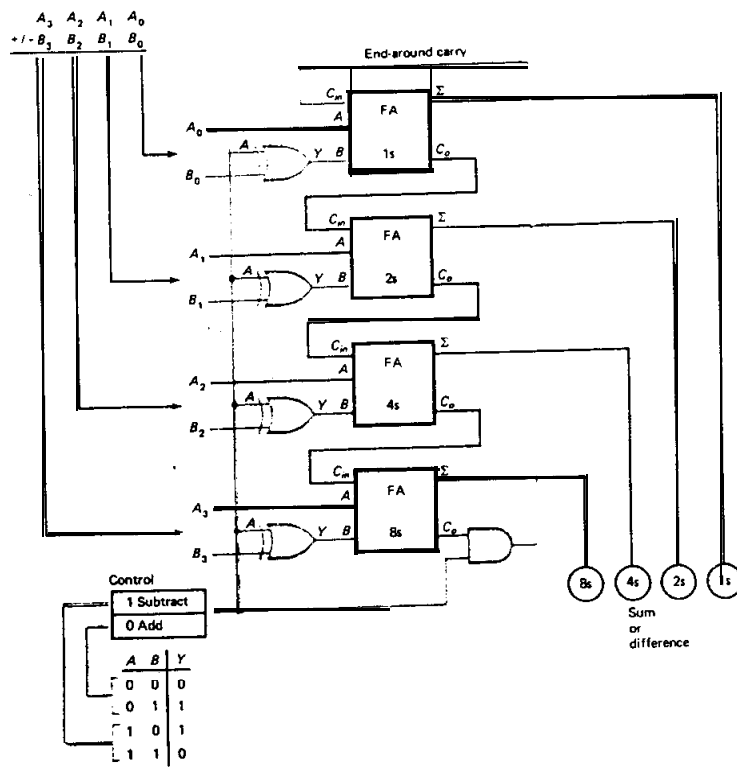 A3 A2 A1 A0
+/- B3 B2 B1 B0
End-around carry
Cin Σ
FA
A
A0
1s
A Y B Co
B0
Cin Σ
FA
A
A1
2s
A Y B Co
B1
Cin Σ
FA
A
A2
4s
A Y B Co
B2
Cin Σ
FA
A
A3
8s
A Y B Co
B3
Control
1 Subtract
0 Add
8s 4s 2s 1s
Sum
or
difference
A B Y
0 0 0
0 1 1
1 0 1
1 1 0